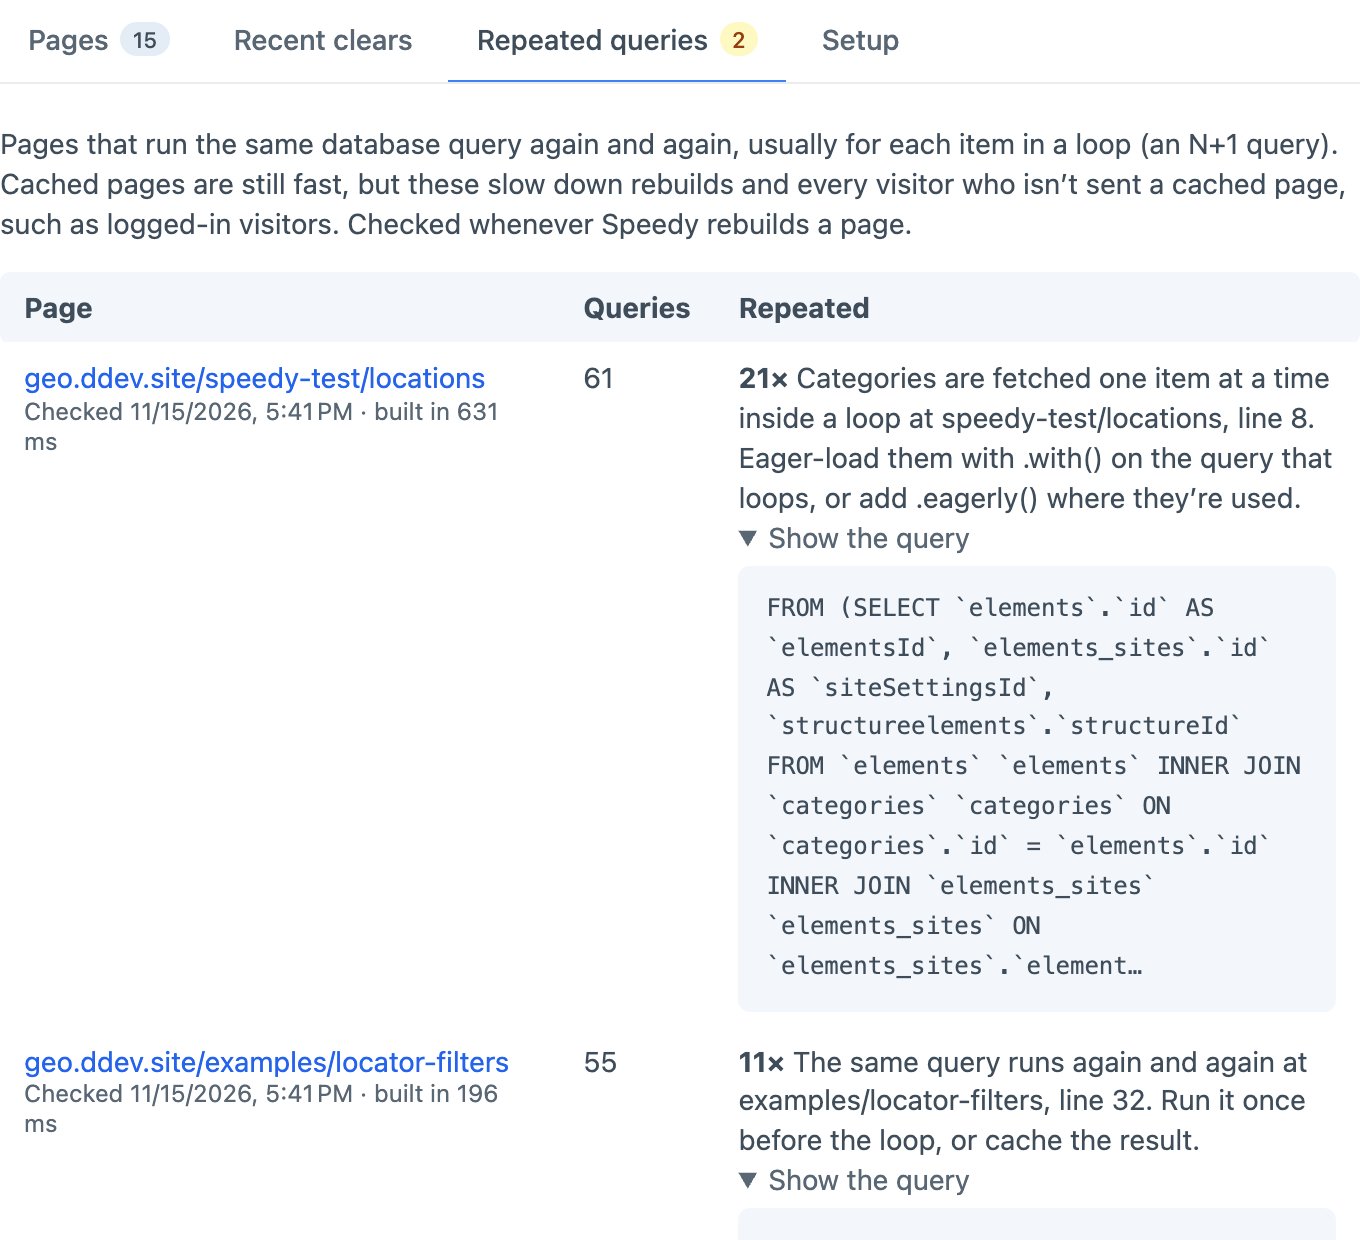 Pages 15 Recent clears Repeated queries 2 Setup
Pages that run the same database query again and again, usually for each item in a loop (an N+1 query).
Cached pages are still fast, but these slow down rebuilds and every visitor who isn’t sent a cached page,
such as logged-in visitors. Checked whenever Speedy rebuilds a page.
Page Queries Repeated
geo.ddev.site/speedy-test/locations
Checked 11/15/2026, 5:41 PM · built in 631
ms
61
21× Categories are fetched one item at a time
inside a loop at speedy-test/locations, line 8.
Eager-load them with .with() on the query that
loops, or add .eagerly() where they’re used.
▼ Show the query
FROM (SELECT `elements`.`id` AS
`elementsId`, `elements_sites`.`id`
AS `siteSettingsId`,
`structureelements`.`structureId`
FROM `elements` `elements` INNER JOIN
`categories` `categories` ON
`categories`.`id` = `elements`.`id`
INNER JOIN `elements_sites`
`elements_sites` ON
`elements_sites`.`element…
geo.ddev.site/examples/locator-filters
Checked 11/15/2026, 5:41 PM · built in 196
ms
55
11× The same query runs again and again at
examples/locator-filters, line 32. Run it once
before the loop, or cache the result.
▼ Show the query